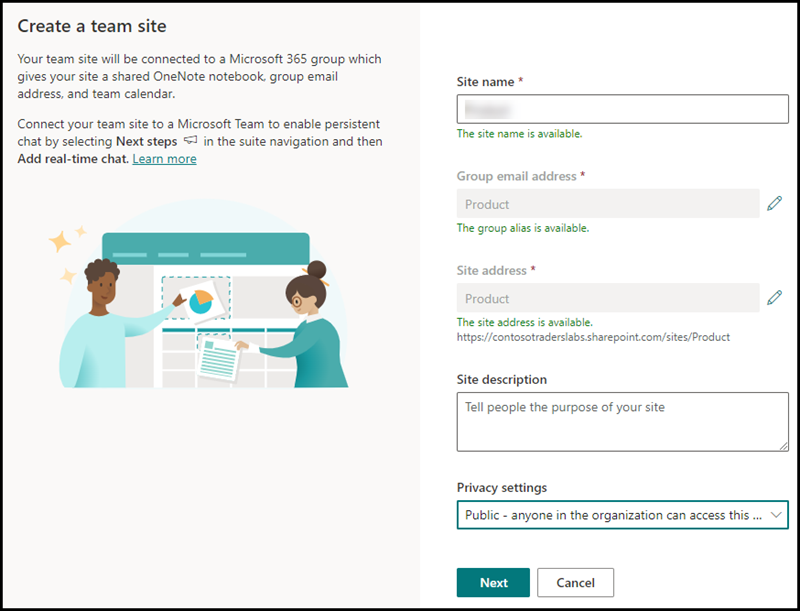 Create a team site
Your team site will be connected to a Microsoft 365 group which
gives your site a shared OneNote notebook, group email
address, and team calendar.
Connect your team site to a Microsoft Team to enable persistent
chat by selecting Next steps in the suite navigation and then
Add real-time chat. Learn more
Site name *
The site name is available.
Group email address *
Product
The group alias is available.
Site address *
Product
The site address is available.
https://contosotraderslabs.sharepoint.com/sites/Product
Site description
Tell people the purpose of your site
Privacy settings
Public - anyone in the organization can access this ...
Next
Cancel